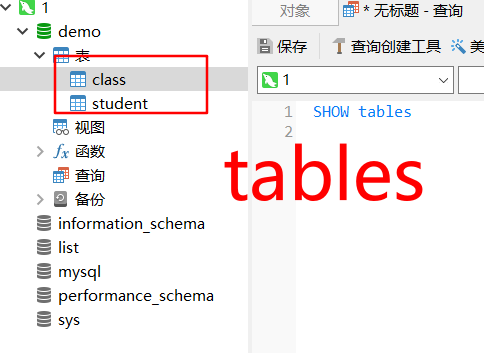 1
demo
表
class
student
视图
fx 函数
查询
备份
information_schema
list
mysql
performance_schema
sys
对象
* 无标题 - 查询
保存
查询创建工具
美
1
1 SHOW tables
2
tables